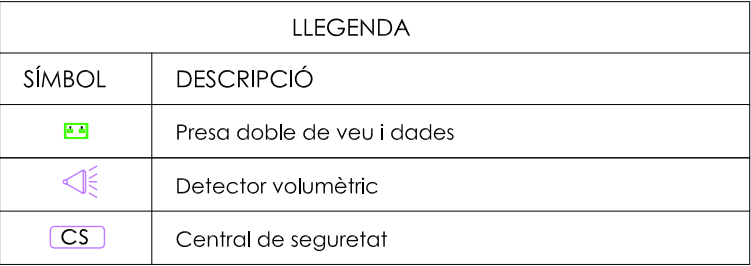 LLEGENDA
SÍMBOL DESCRIPCIÓ
Presa doble de veu i dades
Detector volumètric
CS Central de seguretat